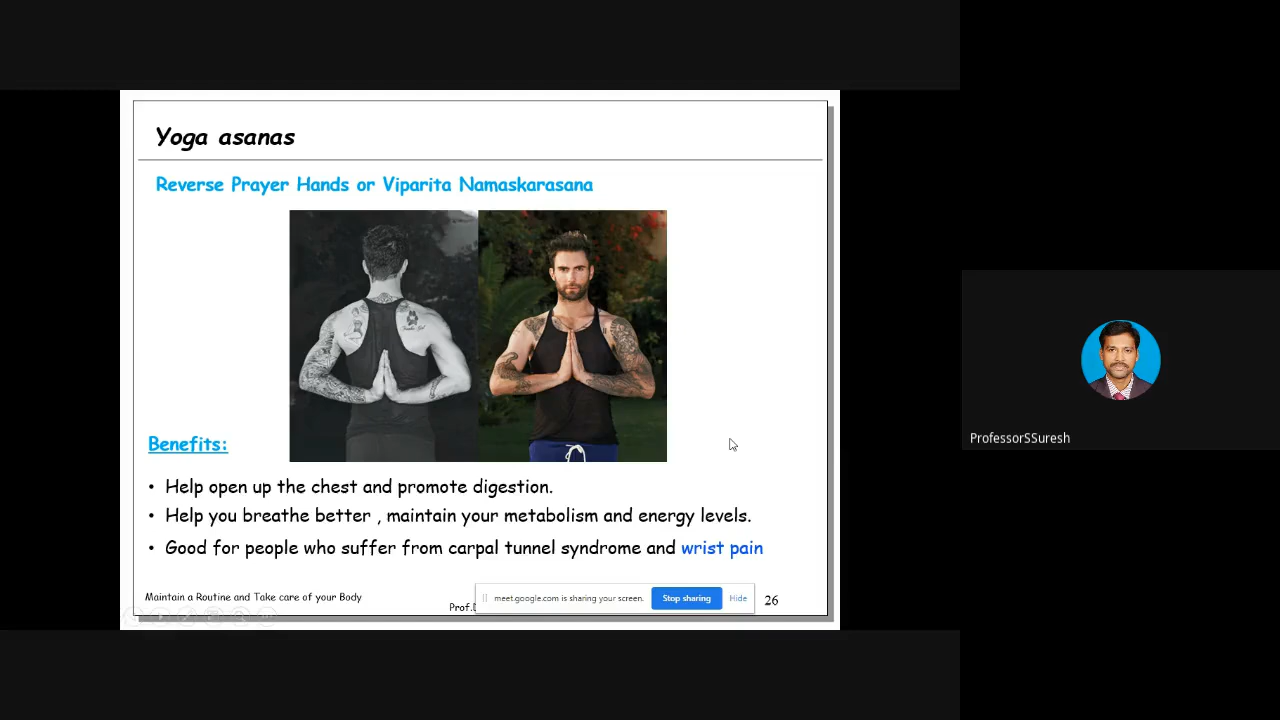 Yoga asanas
Reverse Prayer Hands or Viparita Namaskarasana
Benefits:
• Help open up the chest and promote digestion.
• Help you breathe better , maintain your metabolism and energy levels.
• Good for people who suffer from carpal tunnel syndrome and wrist pain
Maintain a Routine and Take care of your Body
Prof.D
meet.google.com is sharing your screen.
Stop sharing
Hide
26
ProfessorSSuresh